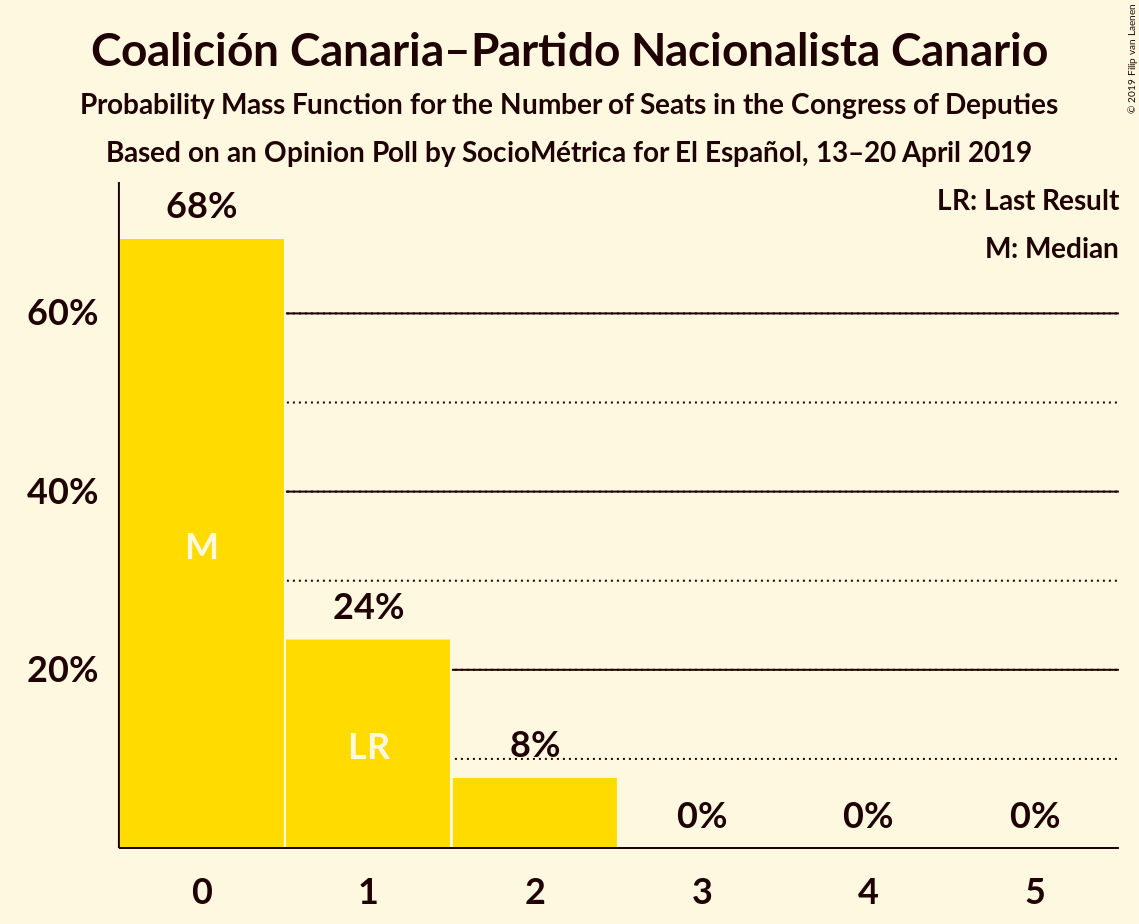 Coalición Canaria–Partido Nacionalista Canario
Probability Mass Function for the Number of Seats in the Congress of Deputies
Based on an Opinion Poll by SocioMétrica for El Español, 13–20 April 2019
© 2019 Filip van Laenen
LR: Last Result
M: Median
68%
60%
40%
M
24%
20%
LR
8%
0% 0% 0%
0 1 2 3 4 5